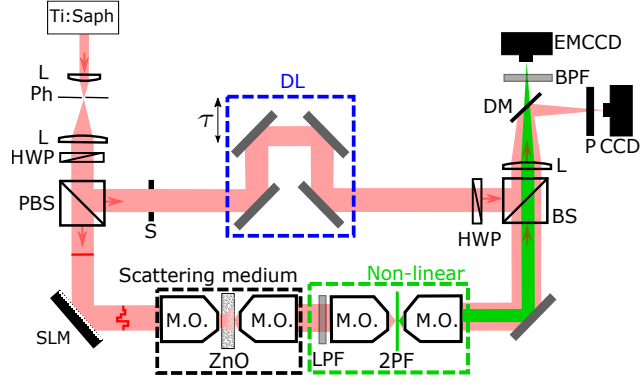 Ti:Saph
EMCCD
L
BPF
Ph
DL
DM
τ
P CCD
L
HWP
L
PBS
S
HWP
BS
Scattering medium
Non-linear
SLM
M.O.
M.O.
M.O.
M.O.
ZnO
LPF
2PF